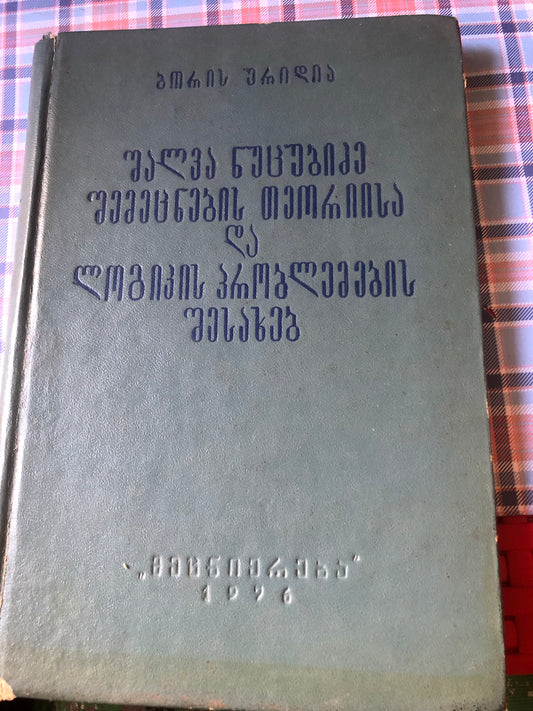 ბორის ურიდია
შალვა ნუცუბიძე
შემეცნების თეორიისა
და
ლოგიკის პრობლემების
შესახებ
„მეცნიერება"
1976